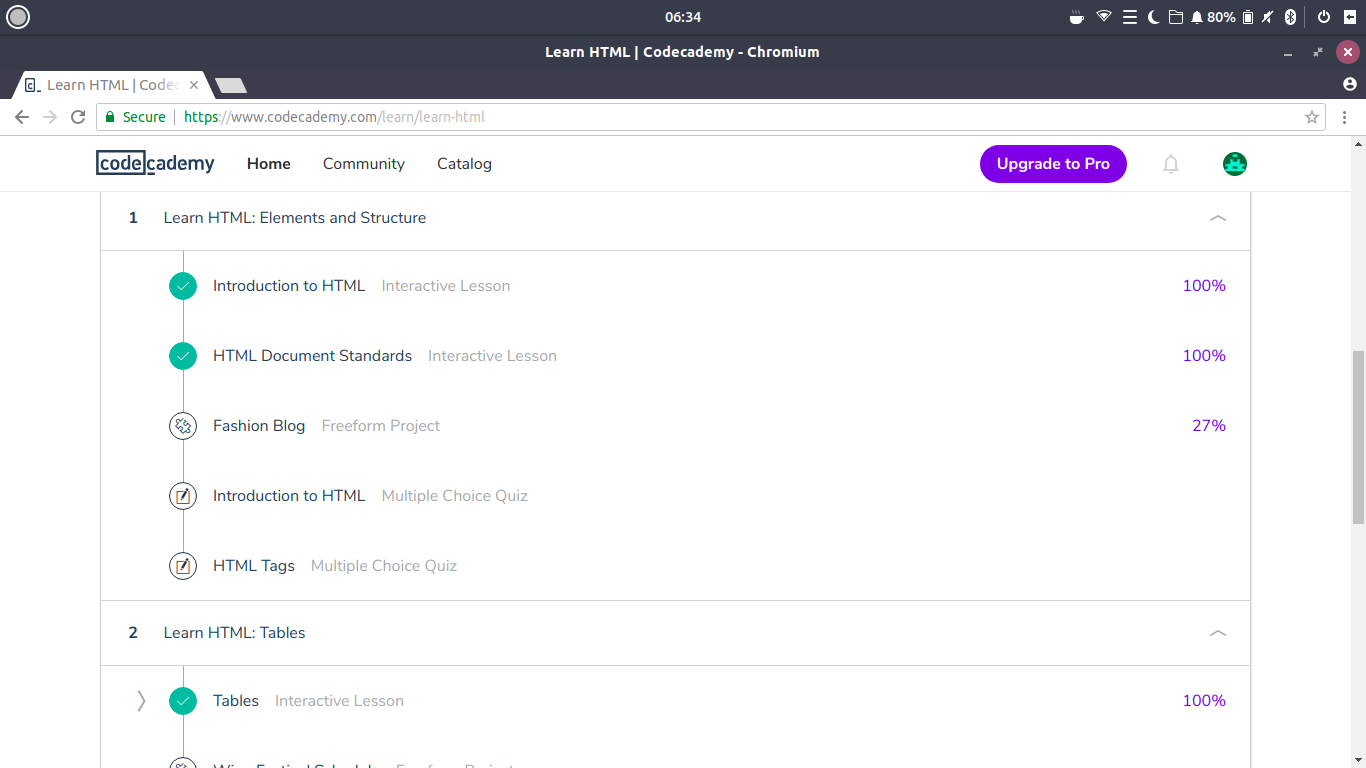 06:34
80%
Learn HTML | Codecademy - Chromium
Learn HTML | Codec
Secure https://www.codecademy.com/learn/learn-html
codecademy Home Community Catalog Upgrade to Pro
1 Learn HTML: Elements and Structure
Introduction to HTML Interactive Lesson 100%
HTML Document Standards Interactive Lesson 100%
Fashion Blog Freeform Project 27%
Introduction to HTML Multiple Choice Quiz
HTML Tags Multiple Choice Quiz
2 Learn HTML: Tables
Tables Interactive Lesson 100%